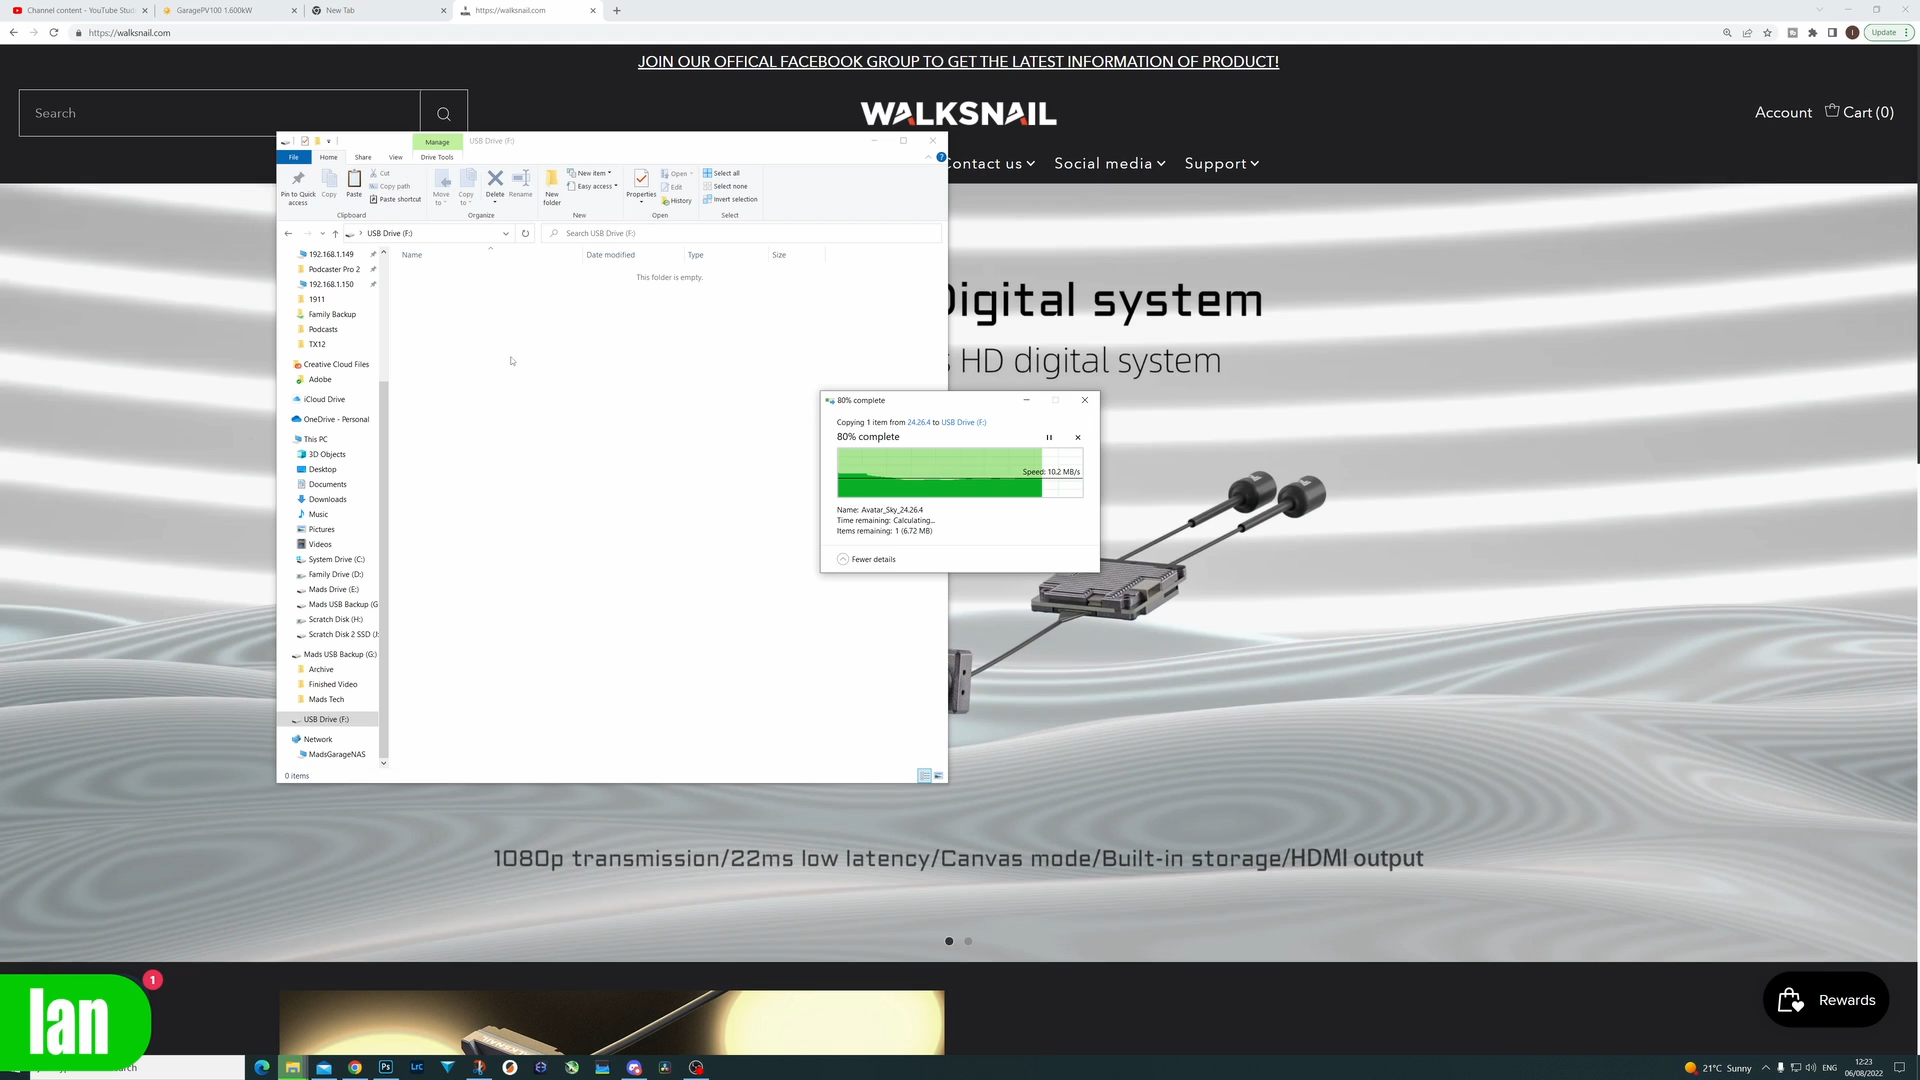 Channel content - YouTube Stud
GaragePV100 1.600kW
New Tab
https://walksnail.com
https://walksnail.com
Update
JOIN OUR OFFICAL FACEBOOK GROUP TO GET THE LATEST INFORMATION OF PRODUCT!
Search
WALKSNAIL
Account
Cart (0)
Manage
USB Drive (F:)
File
Home
Share
View
Drive Tools
ontact us
Social media
Support
Pin to Quick access
Copy
Paste
Cut
Copy path
Paste shortcut
Move to
Copy to
Delete
Rename
New folder
New item
Easy access
Properties
Open
Edit
History
Select all
Select none
Invert selection
Clipboard
Organize
New
Open
Select
USB Drive (F:)
Search USB Drive (F:)
Name
Date modified
Type
Size
This folder is empty.
192.168.1.149
Podcaster Pro 2
192.168.1.150
1911
Family Backup
Podcasts
TX12
Creative Cloud Files
Adobe
iCloud Drive
OneDrive - Personal
This PC
3D Objects
Desktop
Documents
Downloads
Music
Pictures
Videos
System Drive (C:)
Family Drive (D:)
Mads Drive (E:)
Mads USB Backup (G
Scratch Disk (H:)
Scratch Disk 2 SSD (J:
Mads USB Backup (G:)
Archive
Finished Video
Mads Tech
USB Drive (F:)
Network
MadsGarageNAS
0 items
Digital system
s HD digital system
80% complete
Copying 1 item from 24.26.4 to USB Drive (F:)
80% complete
Speed: 10.2 MB/s
Name: Avatar_Sky_24.26.4
Time remaining: Calculating...
Items remaining: 1 (6.72 MB)
Fewer details
1080p transmission/22ms low latency/Canvas mode/Built-in storage/HDMI output
1
Ian
Rewards
Ps
LrC
21°C Sunny
ENG
12:23
06/08/2022